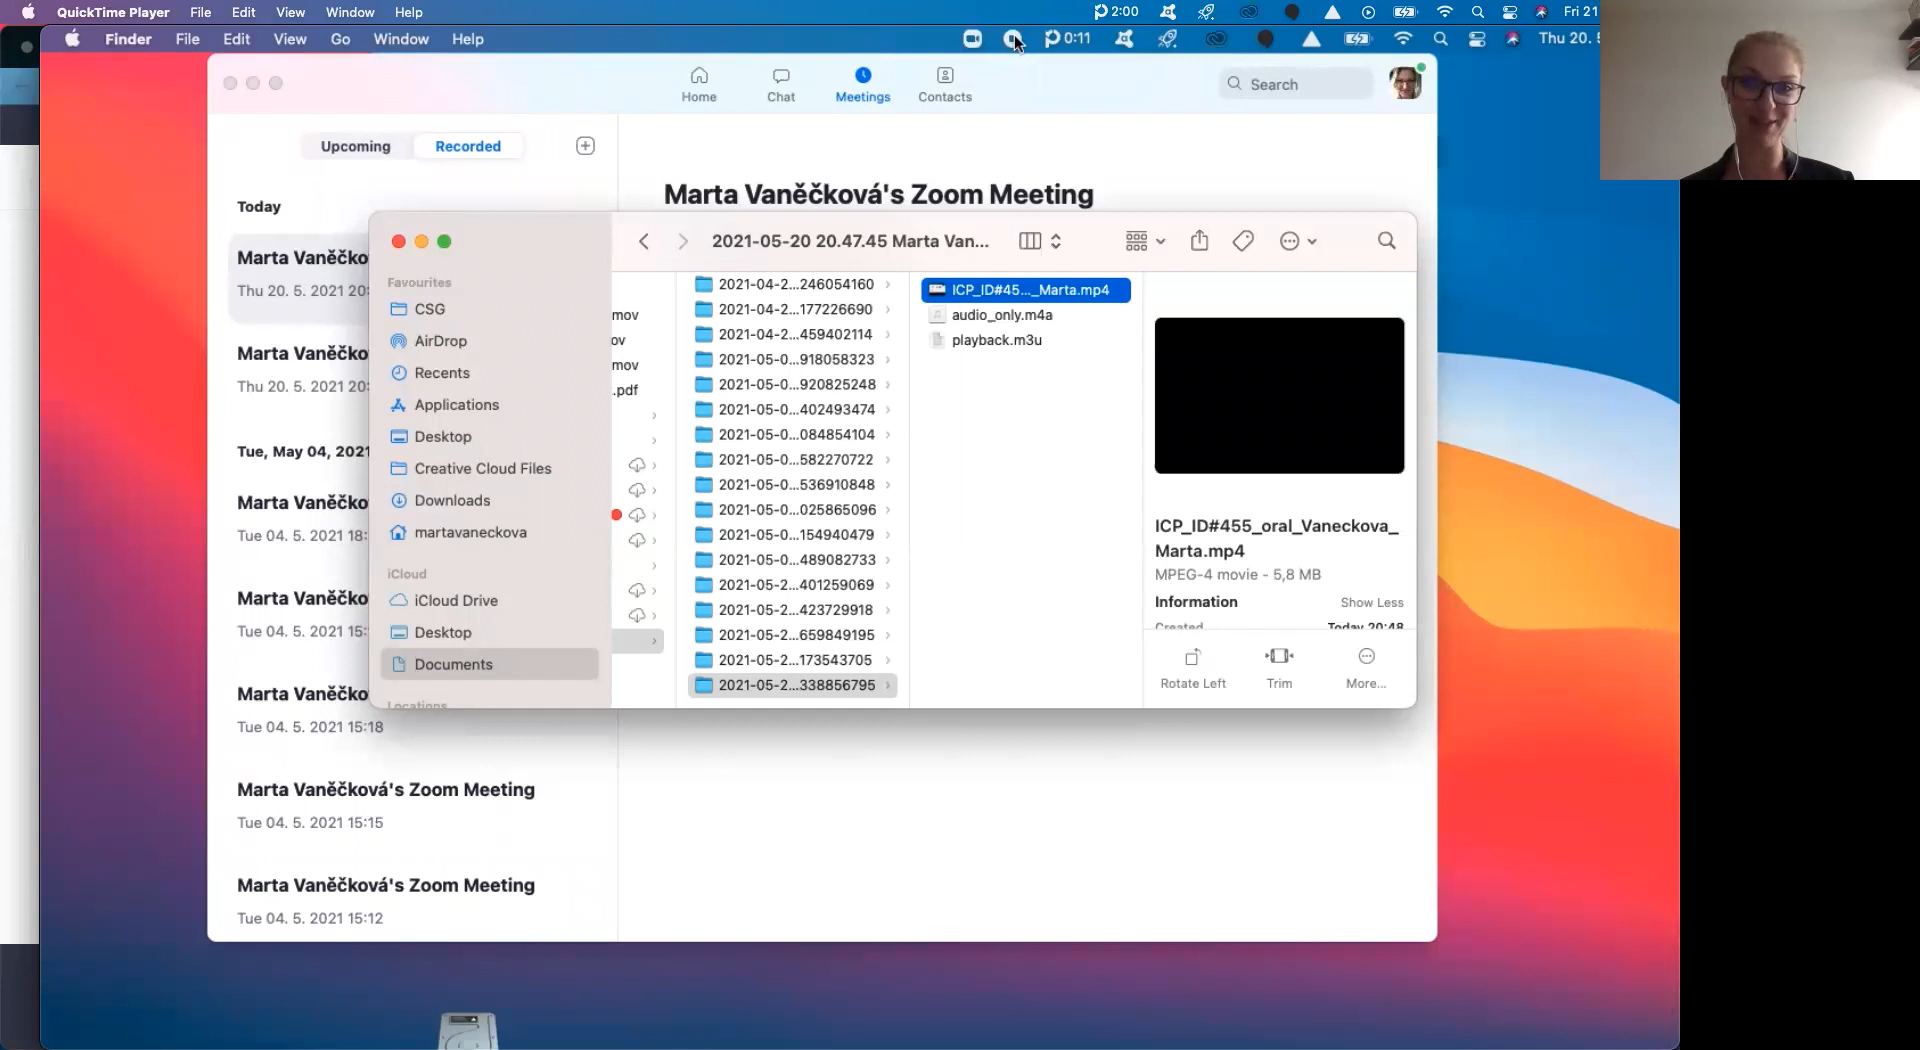 QuickTime Player File Edit View Window Help 2:00 Fri 21
Finder File Edit View Go Window Help 0:11 Thu 20. 5
Home Chat Meetings Contacts
Search
Upcoming Recorded
Today
Marta Vaněčková's Zoom Meeting
Marta Vaněčko
Thu 20. 5. 2021 20:
Marta Vaněčko
Thu 20. 5. 2021 20:
Tue, May 04, 2021
Marta Vaněčko
Tue 04. 5. 2021 18:
Marta Vaněčko
Tue 04. 5. 2021 15:
Marta Vaněčko
Tue 04. 5. 2021 15:18
Marta Vaněčková's Zoom Meeting
Tue 04. 5. 2021 15:15
Marta Vaněčková's Zoom Meeting
Tue 04. 5. 2021 15:12
2021-05-20 20.47.45 Marta Van...
Favourites
CSG
AirDrop
Recents
Applications
Desktop
Creative Cloud Files
Downloads
martavaneckova
iCloud
iCloud Drive
Desktop
Documents
Locations
mov
ov
mov
.pdf
2021-04-2...246054160
2021-04-2...177226690
2021-04-2...459402114
2021-05-0...918058323
2021-05-0...920825248
2021-05-0...402493474
2021-05-0...084854104
2021-05-0...582270722
2021-05-0...536910848
2021-05-0...025865096
2021-05-0...154940479
2021-05-0...489082733
2021-05-2...401259069
2021-05-2...423729918
2021-05-2...659849195
2021-05-2...173543705
2021-05-2...338856795
ICP_ID#45..._Marta.mp4
audio_only.m4a
playback.m3u
ICP_ID#455_oral_Vaneckova_
Marta.mp4
MPEG-4 movie - 5,8 MB
Information Show Less
Created Today 20:48
Rotate Left Trim More...